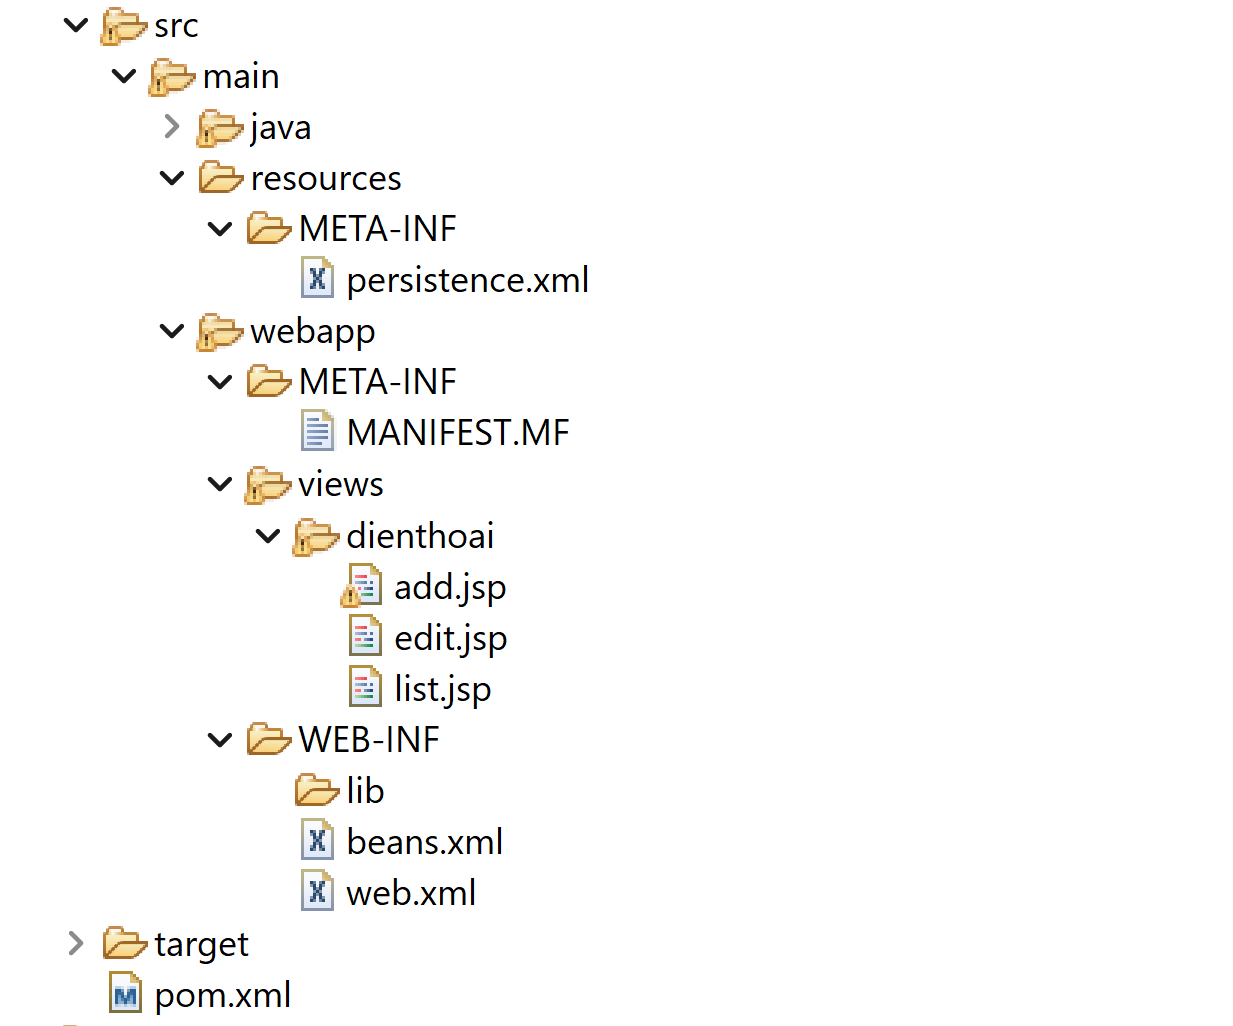 src
main
java
resources
META-INF
persistence.xml
webapp
META-INF
MANIFEST.MF
views
dienthoai
add.jsp
edit.jsp
list.jsp
WEB-INF
lib
beans.xml
web.xml
target
pom.xml